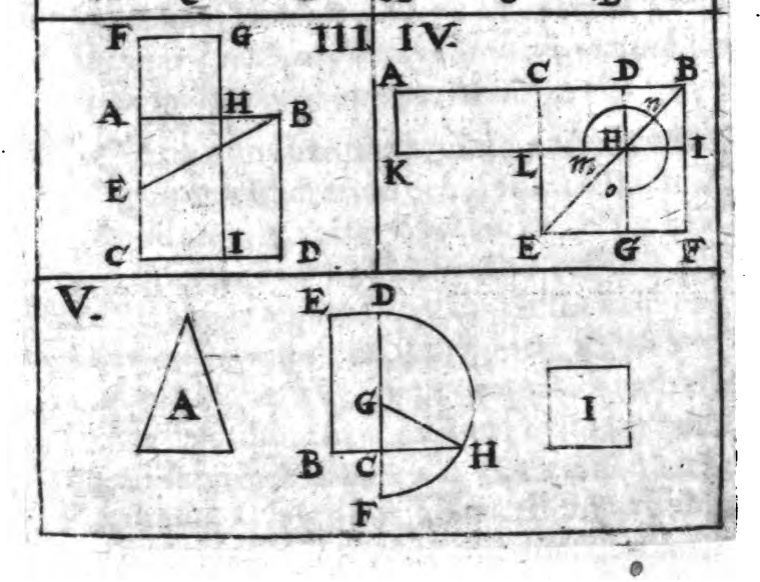 F G III IV.
A C D B
A H B
K L H I
m n o
E
C I D
E G F
V. E D
A G I
B C H
F